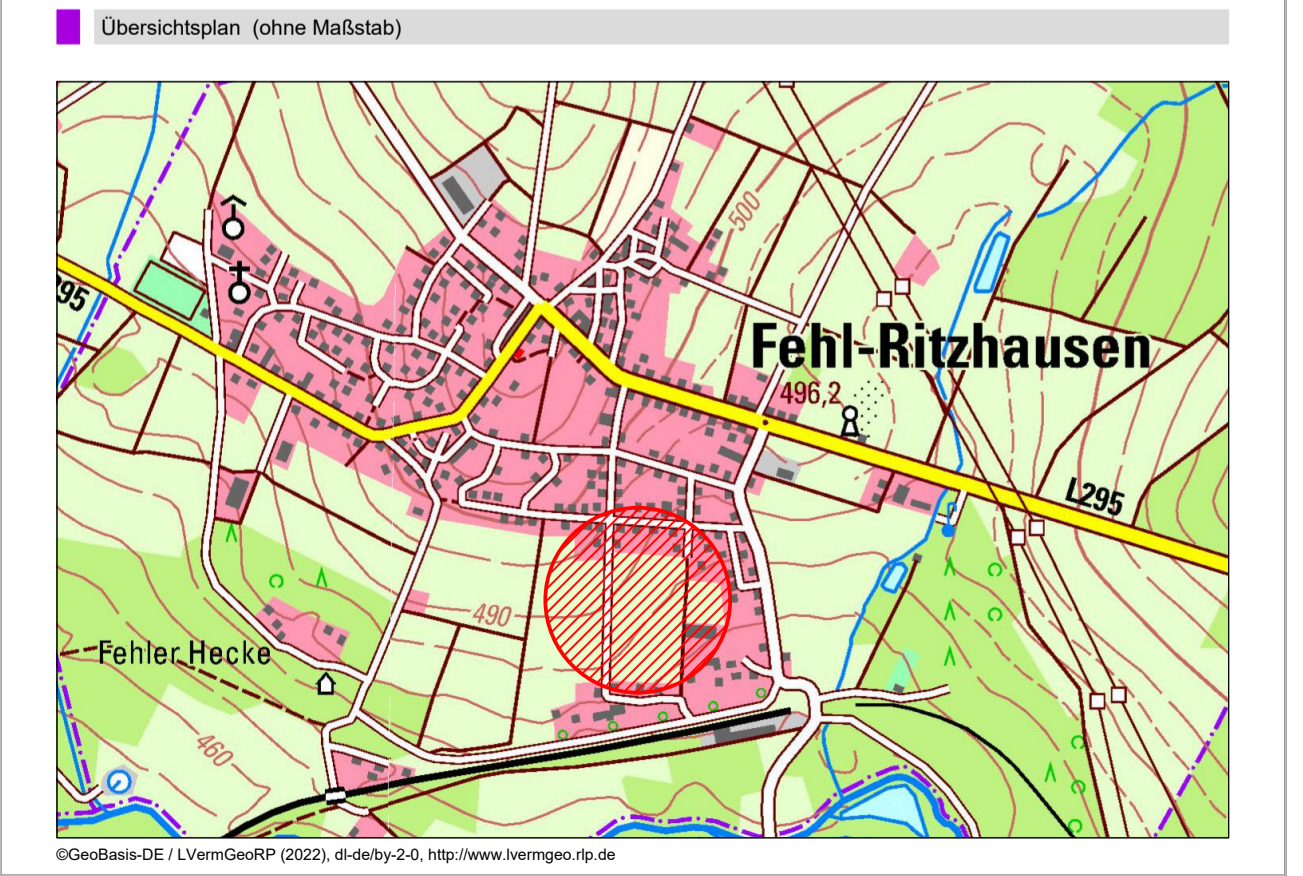 Übersichtsplan (ohne Maßstab)
500
295
Fehl-Ritzhausen
496,2
L295
490
Fehler Hecke
460
©GeoBasis-DE / LVermGeoRP (2022), dl-de/by-2-0, http://www.lvermgeo.rlp.de